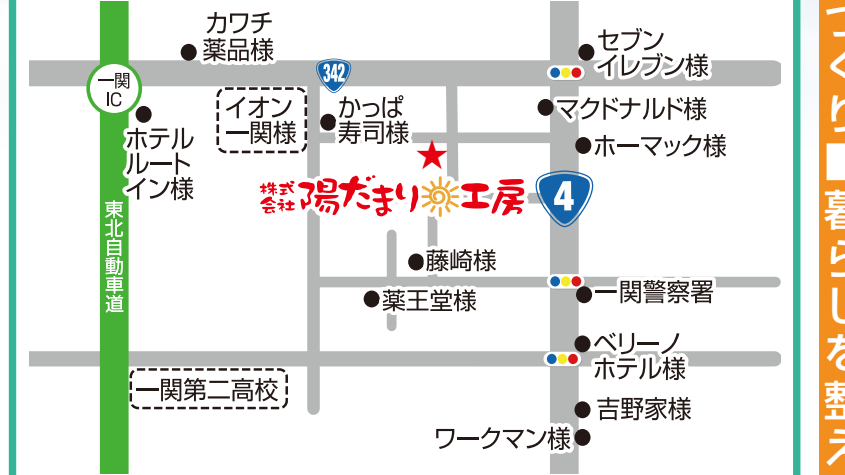 カワチ
薬品様
セブン
イレブン様
342
一関
IC
イオン
一関様
かっぱ
寿司様
マクドナルド様
ホーマック様
ホテル
ルート
イン様
株式
会社
陽だまり工房
4
東北自動車道
藤崎様
薬王堂様
一関警察署
ベリーノ
ホテル様
一関第二高校
吉野家様
ワークマン様
づくり■暮らしを整え